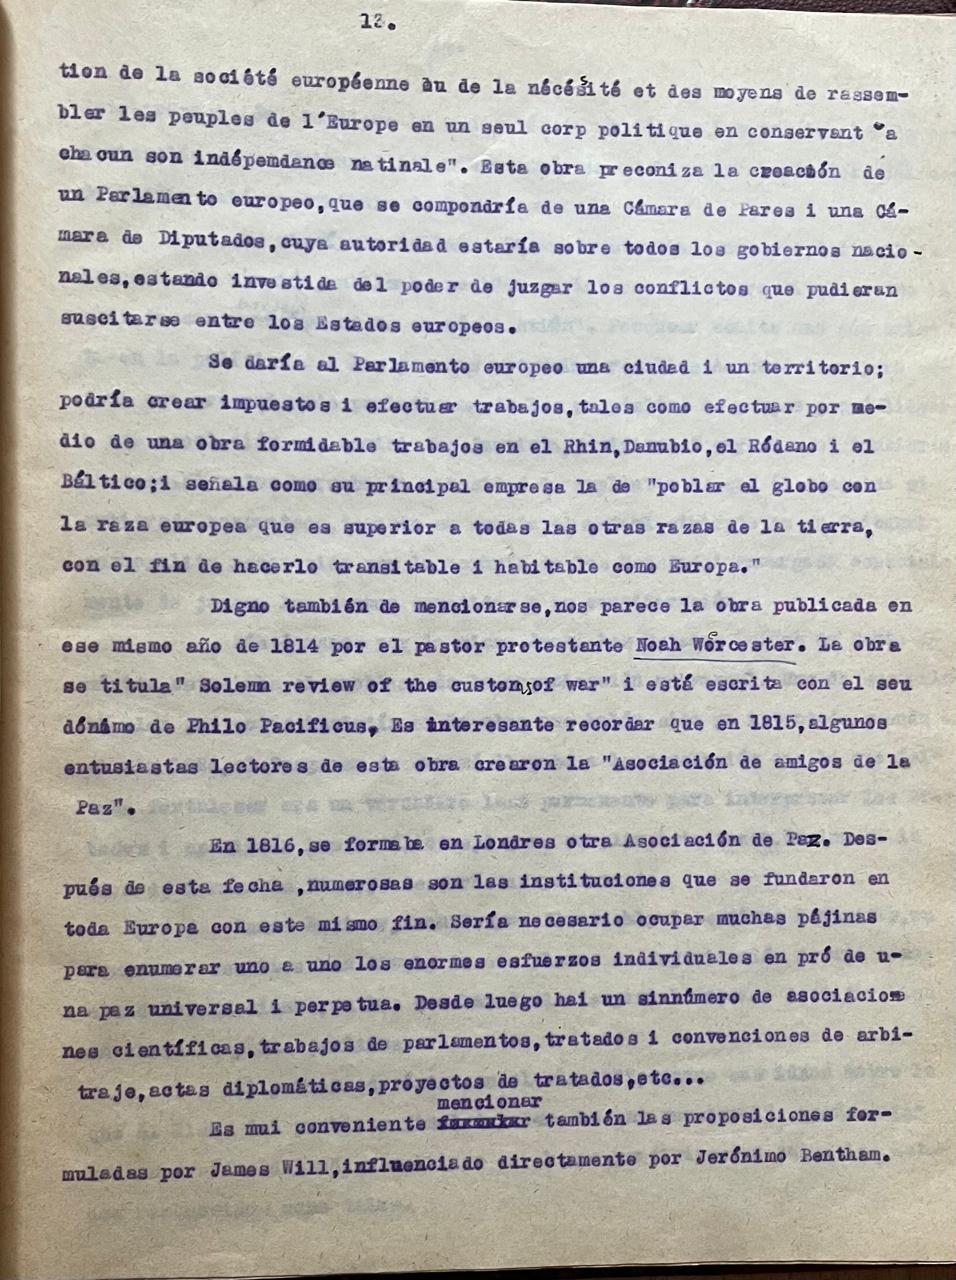 12.
tion de la société européenne àu de la nécéssité et des moyens de rassem-
bler les peuples de l'Europe en un seul corp politique en conservant "a
chacun son indépemdance natinale". Esta obra preconiza la creación de
un Parlamento europeo,que se compondría de una Cámara de Pares i una Cá-
mara de Diputados,cuya autoridad estaría sobre todos los gobiernos nacio-
nales,estando investida del poder de juzgar los conflictos que pudieran
suscitarse entre los Estados europeos.
Se daría al Parlamento europeo una ciudad i un territorio;
podría crear impuestos i efectuar trabajos,tales como efectuar por me-
dio de una obra formidable trabajos en el Rhin,Danubio,el Ródano i el
Báltico;i señala como su principal empresa la de "poblar el globo con
la raza europea que es superior a todas las otras razas de la tierra,
con el fin de hacerlo transitable i habitable como Europa."
Digno también de mencionarse,nos parece la obra publicada en
ese mismo año de 1814 por el pastor protestante Noah Worcester. La obra
se titula" Solemn review of the custons of war" i está escrita con el seu
dónimo de Philo Pacificus, Es interesante recordar que en 1815,algunos
entusiastas lectores de esta obra crearon la "Asociación de amigos de la
Paz".
En 1816,se formaba en Londres otra Asociación de Paz. Des-
pués de esta fecha ,numerosas son las instituciones que se fundaron en
toda Europa con este mismo fin. Sería necesario ocupar muchas pájinas
para enumerar uno a uno los enormes esfuerzos individuales en pró de u-
na paz universal i perpetua. Desde luego hai un sinnúmero de asociacio=
nes científicas,trabajos de parlamentos,tratados i convenciones de arbi-
traje,actas diplomáticas,próyectos de tratados,etc...
mencionar
Es mui conveniente también las proposiciones for-
muladas por James Will,influenciado directamente por Jerónimo Bentham.